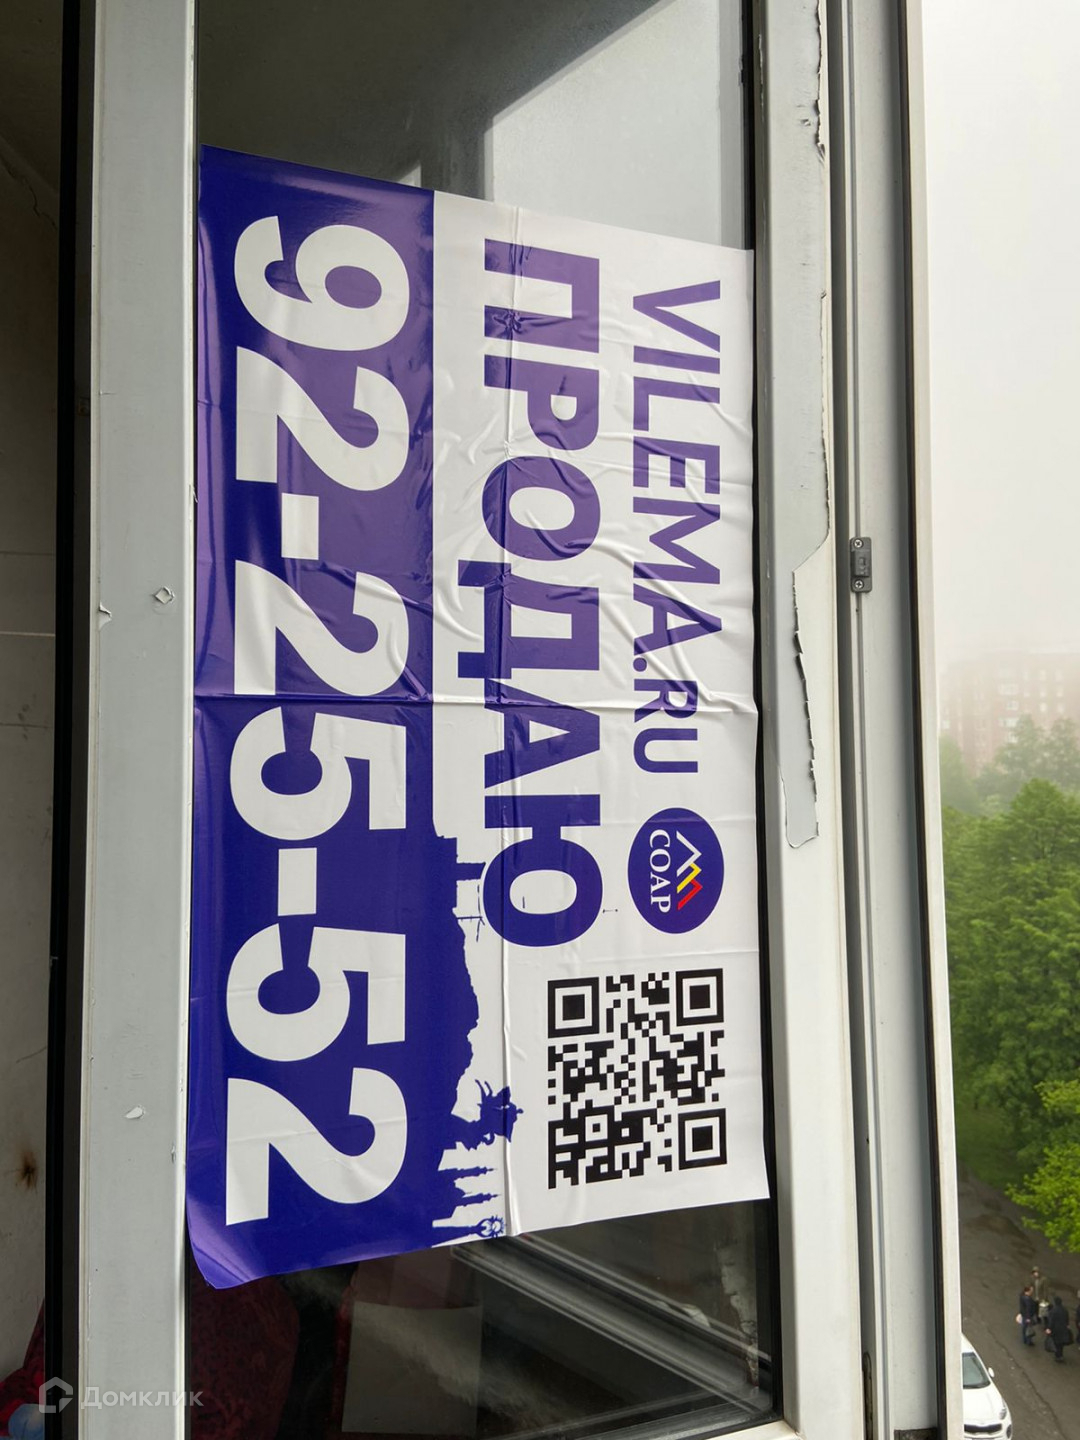 VILEMA.RU
СОАР
ПРОДАЮ
92-25-52
Домклик